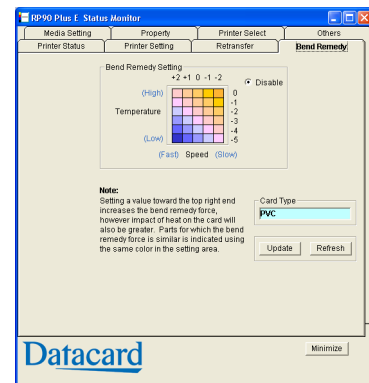 RP90 Plus E Status Monitor
Media Setting Property Printer Select Others
Printer Status Printer Setting Retransfer Bend Remedy
Bend Remedy Setting
+2 +1 0 -1 -2
Disable
(High)
Temperature
(Low)
0
-1
-2
-3
-4
-5
(Fast) Speed (Slow)
Note:
Setting a value toward the top right end
increases the bend remedy force,
however impact of heat on the card will
also be greater. Parts for which the bend
remedy force is similar is indicated using
the same color in the setting area.
Card Type
PVC
Update Refresh
Datacard
Minimize